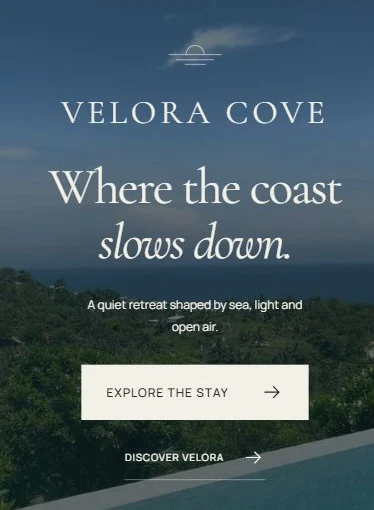 VELORA COVE
Where the coast
slows down.
A quiet retreat shaped by sea, light and
open air.
EXPLORE THE STAY
DISCOVER VELORA